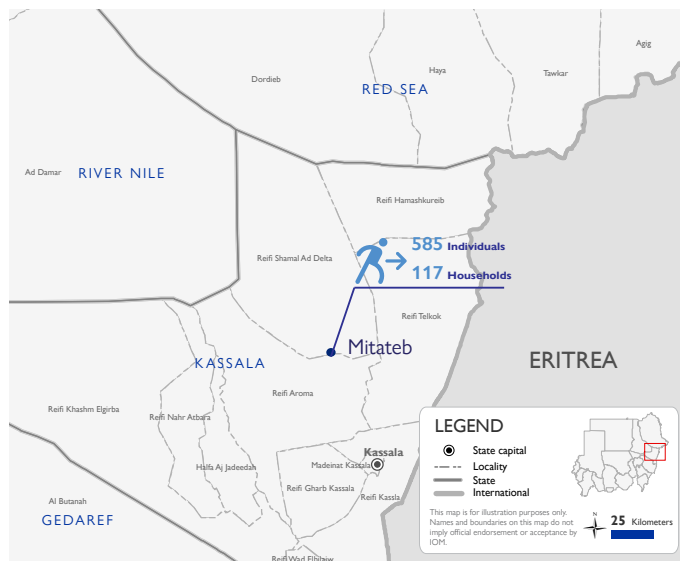 Agig
Haya
Tawkar
Dordieb
RED SEA
Ad Damar
RIVER NILE
Reifi Hamashkureib
585 Individuals
Reifi Shamal Ad Delta
117 Households
Reifi Telkok
Mitateb
ERITREA
KASSALA
Reifi Aroma
Reifi Khashm Elgirba
Reifi Nahr Atbara
Kassala
Madeinat Kassala
Halfa Aj Jadeedah
Reifi Gharb Kassala
Reifi Kassla
Al Butanah
GEDAREF
Reifi Wad Elhilaiw
LEGEND
State capital
Locality
State
International
This map is for illustration purposes only.
Names and boundaries on this map do not
imply official endorsement or acceptance by
IOM.
N
25 Kilometers